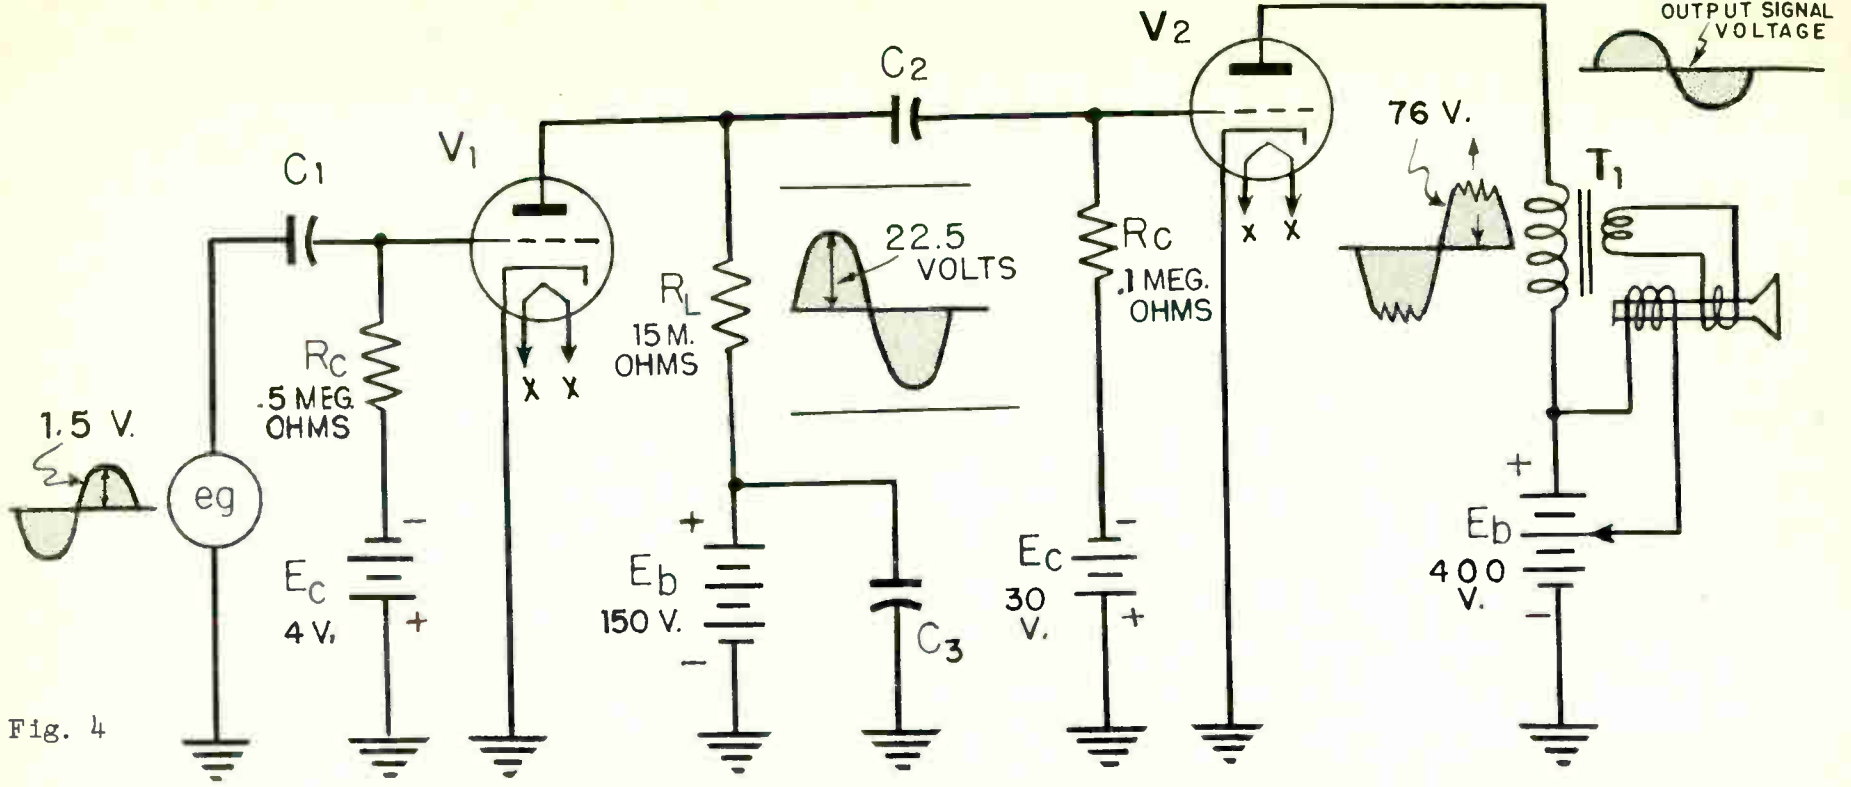 OUTPUT SIGNAL
VOLTAGE
V2
C2
76 V.
V1
C1
T1
22.5
VOLTS
RC
.1 MEG.
OHMS
X X
RL
15 M.
OHMS
RC
.5 MEG.
OHMS
X X
1.5 V.
eg
+
-
+
-
Eb
400
V.
-
EC
30
V.
+
Eb
150 V.
-
EC
4 V.
+
C3
Fig. 4